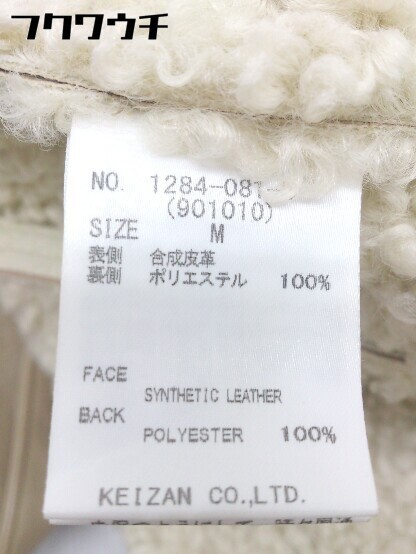 フクワウチ
NO. 1284-081-
(901010)
SIZE M
表側 合成皮革
裏側 ポリエステル 100%
FACE
SYNTHETIC LEATHER
BACK
POLYESTER 100%
KEIZAN CO.,LTD.